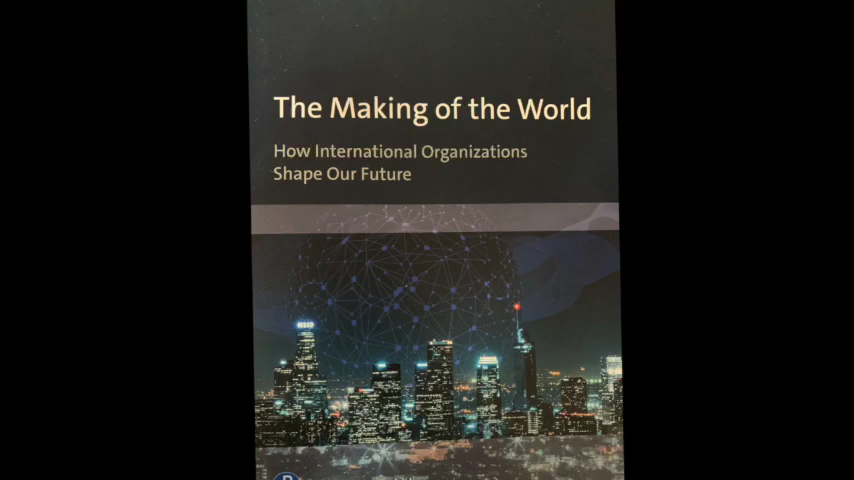 The Making of the World
How International Organizations
Shape Our Future